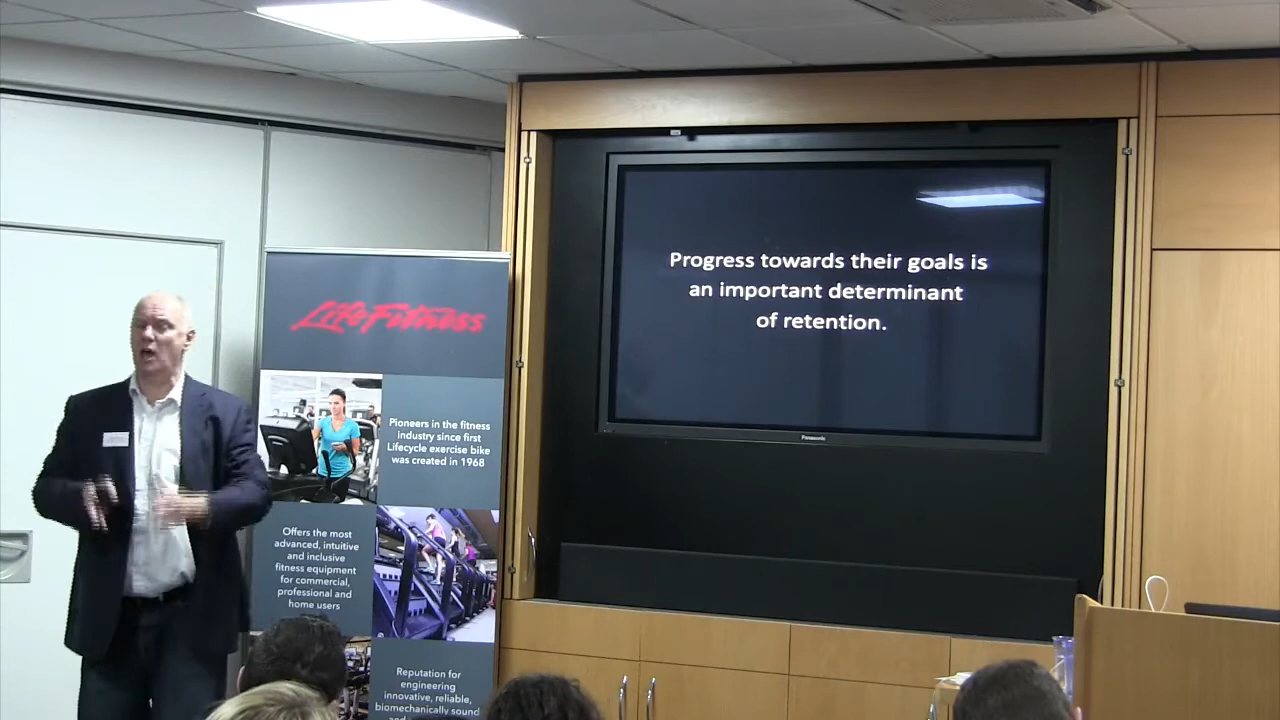 Progress towards their goals is
an important determinant
of retention.
Panasonic
Life Fitness
Pioneers in the fitness
industry since first
Lifecycle exercise bike
was created in 1968
Offers the most
advanced, intuitive
and inclusive
fitness equipment
for commercial,
professional and
home users
Reputation for
engineering
innovative, reliable,
biomechanically sound